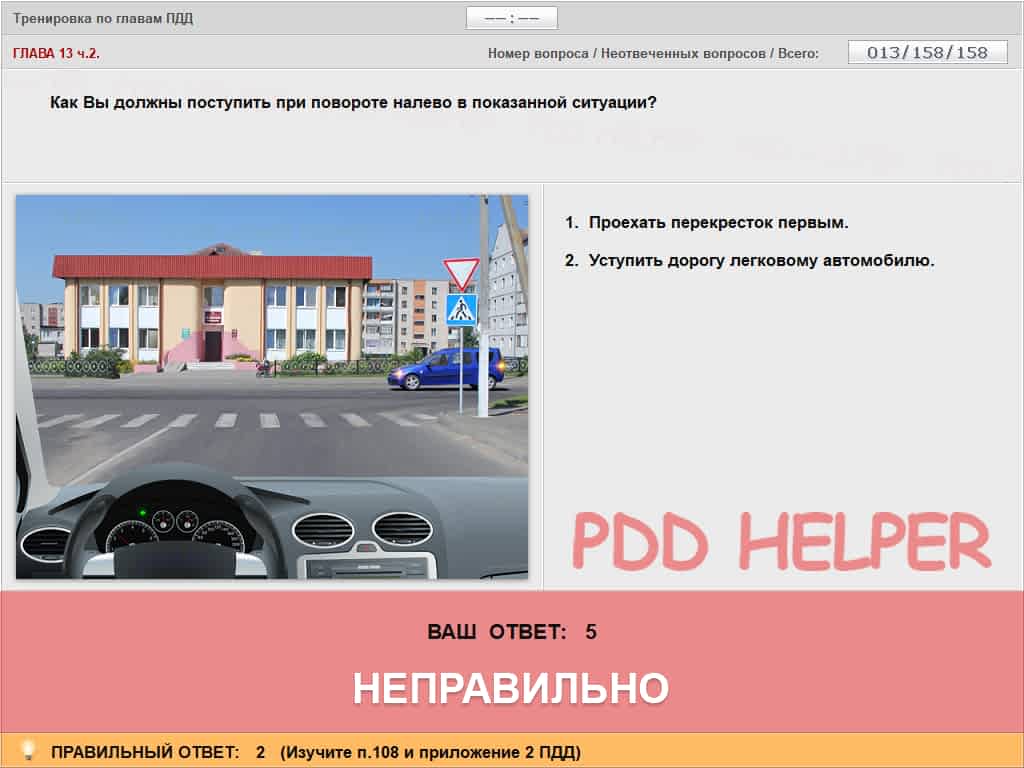 Тренировка по главам ПДД
—— : ——
ГЛАВА 13 ч.2.
Номер вопроса / Неотвеченных вопросов / Всего:
013/158/158
Как Вы должны поступить при повороте налево в показанной ситуации?
1. Проехать перекресток первым.
2. Уступить дорогу легковому автомобилю.
PDD HELPER
ВАШ ОТВЕТ: 5
НЕПРАВИЛЬНО
ПРАВИЛЬНЫЙ ОТВЕТ: 2 (Изучите п.108 и приложение 2 ПДД)